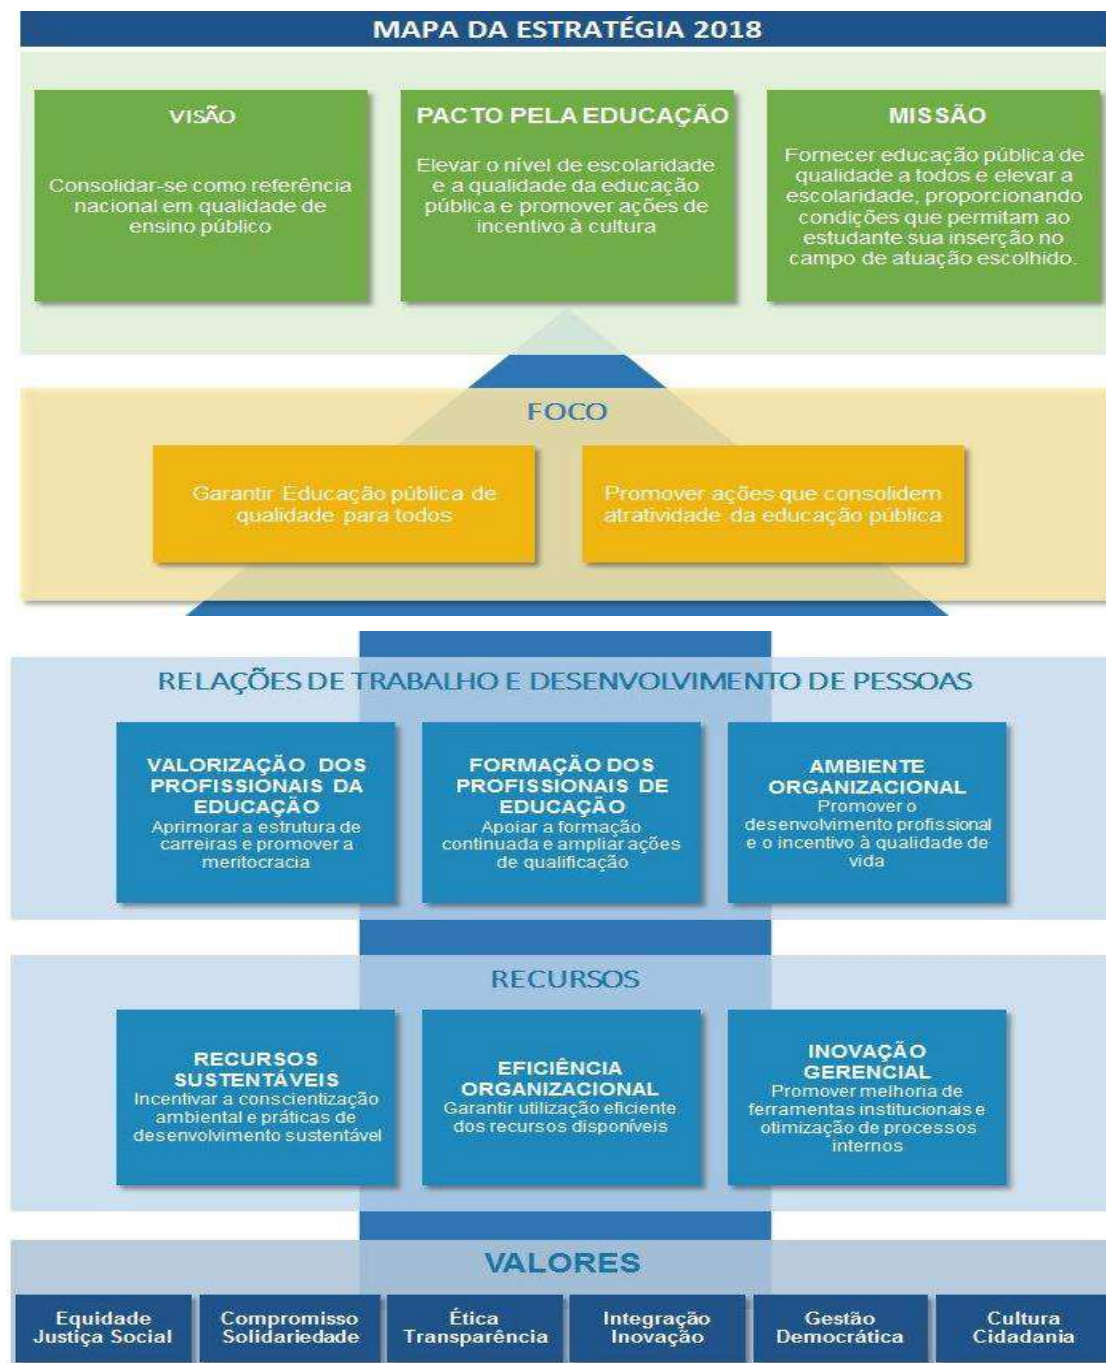 MAPA DA ESTRATÉGIA 2018
VISÃO
Consolidar-se como referência
nacional em qualidade de
ensino público
PACTO PELA EDUCAÇÃO
Elevar o nível de escolaridade
e a qualidade da educação
pública e promover ações de
incentivo à cultura
MISSÃO
Fornecer educação pública de
qualidade a todos e elevar a
escolaridade, proporcionando
condições que permitam ao
estudante sua inserção no
campo de atuação escolhido.
FOCO
Garantir Educação pública de
qualidade para todos
Promover ações que consolidem
atratividade da educação pública
RELAÇÕES DE TRABALHO E DESENVOLVIMENTO DE PESSOAS
VALORIZAÇÃO DOS
PROFISSIONAIS DA
EDUCAÇÃO
Aprimorar a estrutura de
carreiras e promover a
meritocracia
FORMAÇÃO DOS
PROFISSIONAIS DE
EDUCAÇÃO
Apoiar a formação
continuada e ampliar ações
de qualificação
AMBIENTE
ORGANIZACIONAL
Promover o
desenvolvimento profissional
e o incentivo à qualidade de
vida
RECURSOS
RECURSOS
SUSTENTÁVEIS
Incentivar a conscientização
ambiental e práticas de
desenvolvimento sustentável
EFICIÊNCIA
ORGANIZACIONAL
Garantir utilização eficiente
dos recursos disponíveis
INOVAÇÃO
GERENCIAL
Promover melhoria de
ferramentas institucionais e
otimização de processos
internos
VALORES
Equidade
Justiça Social
Compromisso
Solidariedade
Ética
Transparência
Integração
Inovação
Gestão
Democrática
Cultura
Cidadania